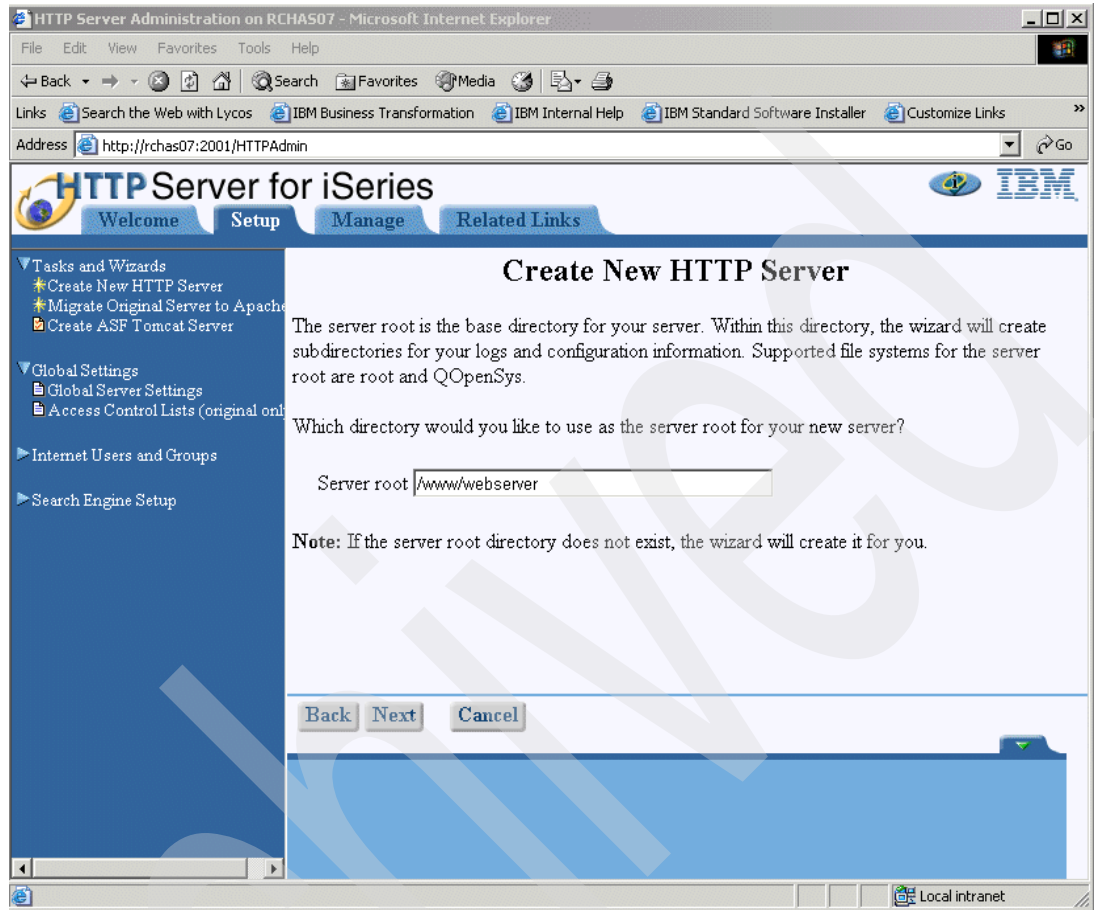 HTTP Server Administration on RCHAS07 - Microsoft Internet Explorer
File Edit View Favorites Tools Help
Back Search Favorites Media
Links Search the Web with Lycos IBM Business Transformation IBM Internal Help IBM Standard Software Installer Customize Links »
Address http://rchas07:2001/HTTPAdmin Go
HTTP Server for iSeries IBM
Welcome Setup Manage Related Links
Tasks and Wizards
Create New HTTP Server
Migrate Original Server to Apache
Create ASF Tomcat Server
Global Settings
Global Server Settings
Access Control Lists (original onl
Internet Users and Groups
Search Engine Setup
Create New HTTP Server
The server root is the base directory for your server. Within this directory, the wizard will create
subdirectories for your logs and configuration information. Supported file systems for the server
root are root and QOpenSys.
Which directory would you like to use as the server root for your new server?
Server root /www/webserver
Note: If the server root directory does not exist, the wizard will create it for you.
Back Next Cancel
Local intranet